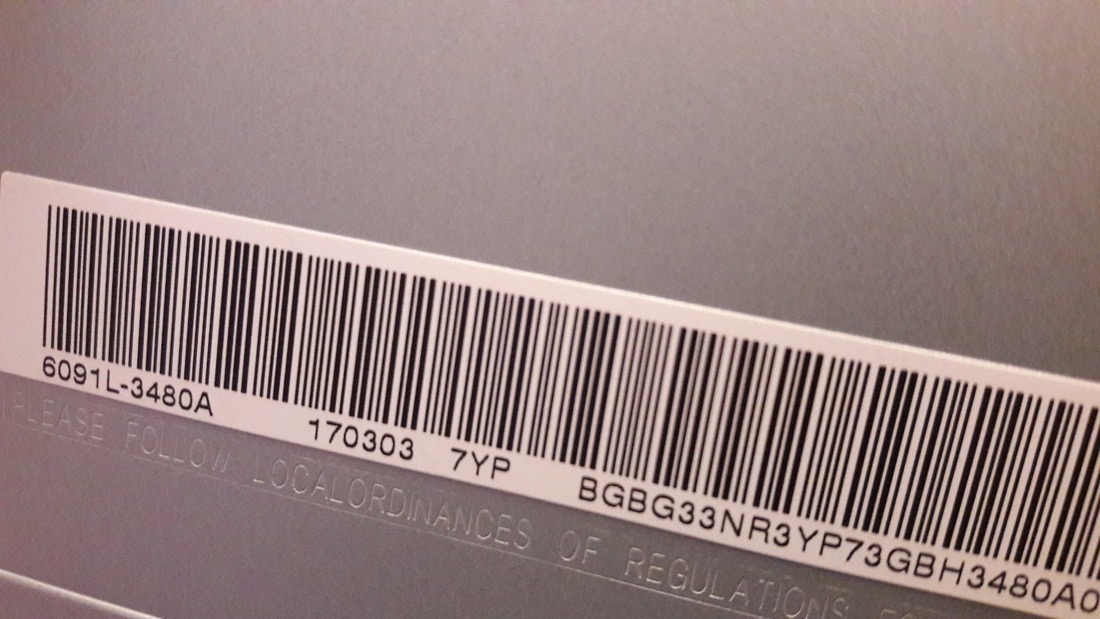 6091L-3480A 170303 7YP BGBG33NR3YP73GBH3480A0
PLEASE FOLLOW LOCALORDINANCES OF REGULATIONS